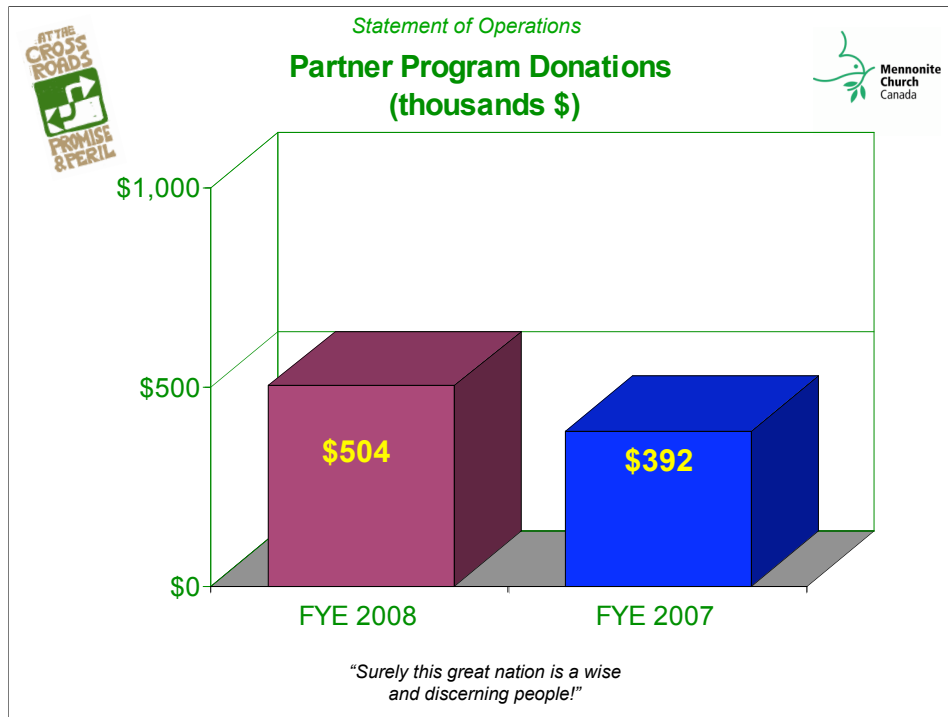 AT THE
CROSS
ROADS
PROMISE
& PERIL
Statement of Operations
Partner Program Donations
(thousands $)
Mennonite
Church
Canada
$1,000
$500
$0
$504
$392
FYE 2008
FYE 2007
“Surely this great nation is a wise
and discerning people!”